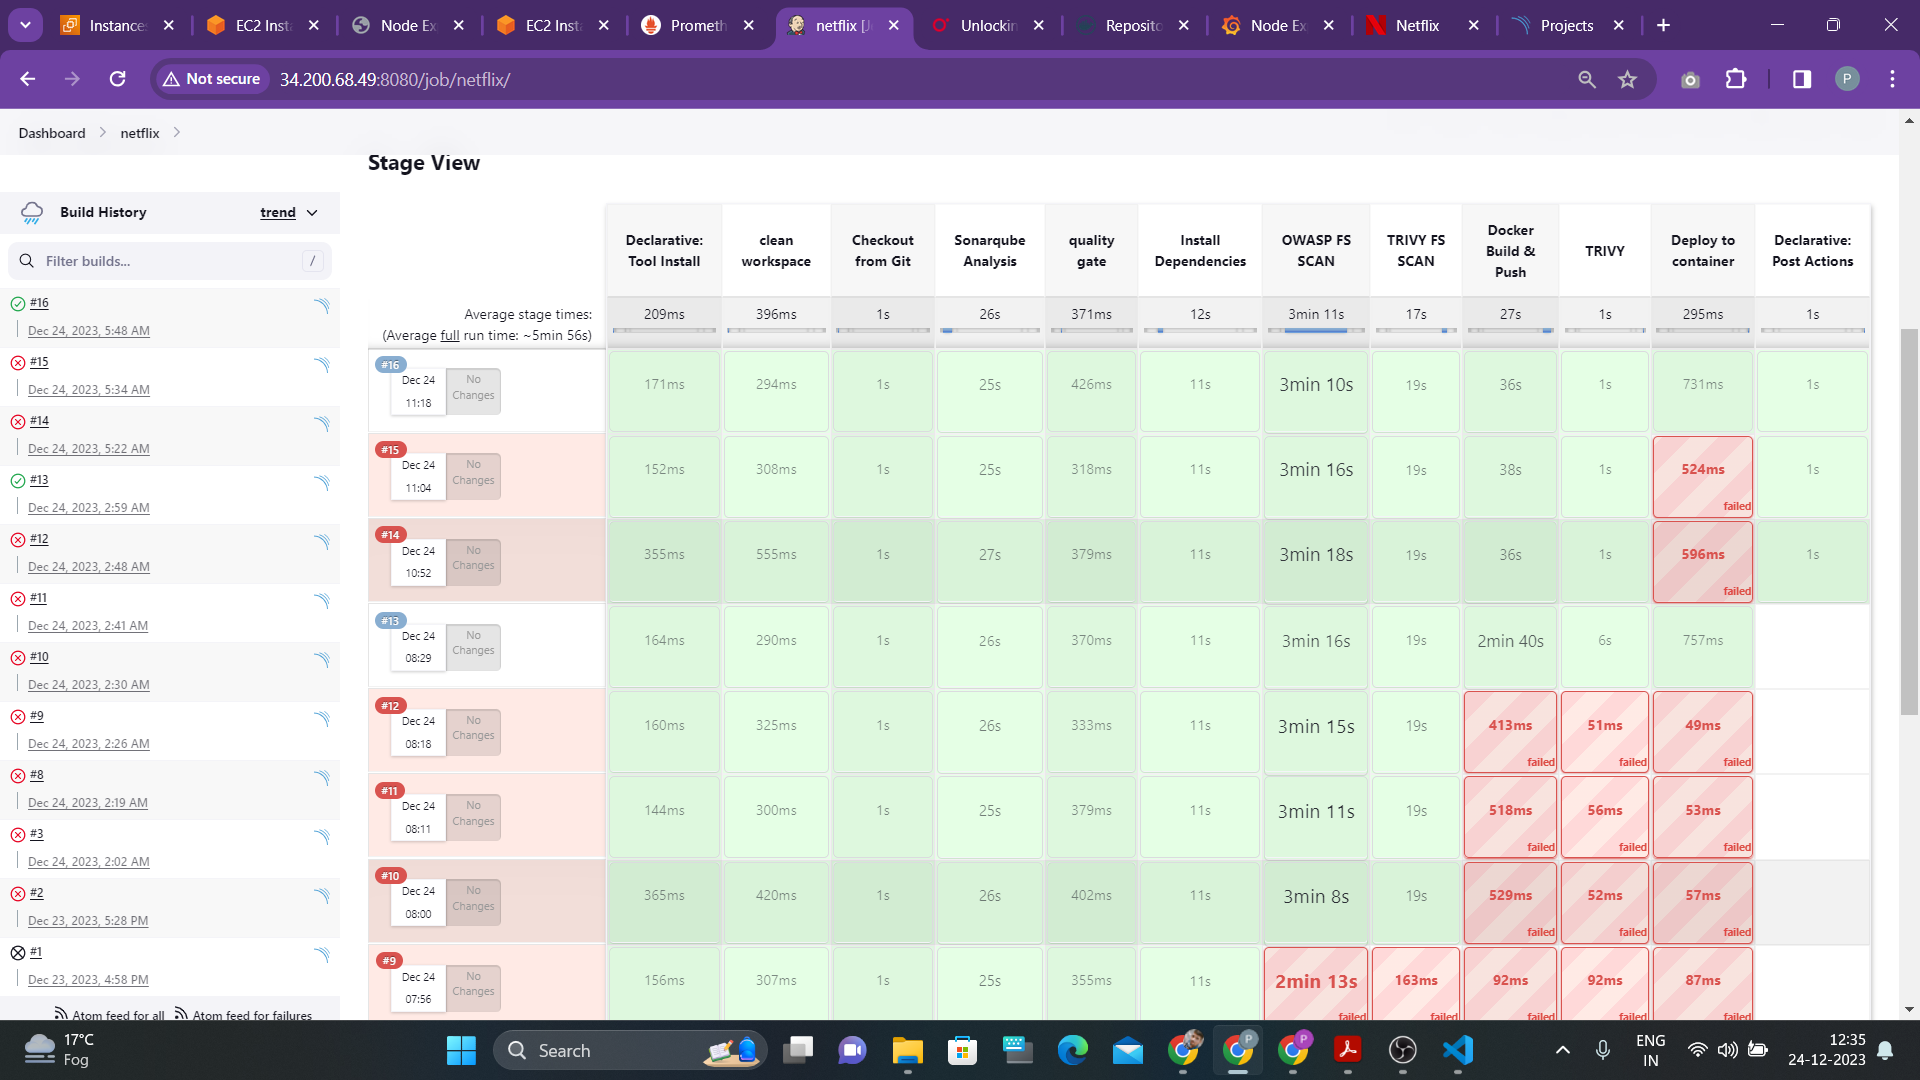 Instances
EC2 Inst
Node Ex
EC2 Inst
Prometh
netflix [Je
Unlockin
Reposito
Node Ex
Netflix
Projects
Not secure
34.200.68.49:8080/job/netflix/
P
Dashboard
netflix
Stage View
Build History
trend
Filter builds...
/
#16
Dec 24, 2023, 5:48 AM
#15
Dec 24, 2023, 5:34 AM
#14
Dec 24, 2023, 5:22 AM
#13
Dec 24, 2023, 2:59 AM
#12
Dec 24, 2023, 2:48 AM
#11
Dec 24, 2023, 2:41 AM
#10
Dec 24, 2023, 2:30 AM
#9
Dec 24, 2023, 2:26 AM
#8
Dec 24, 2023, 2:19 AM
#3
Dec 24, 2023, 2:02 AM
#2
Dec 23, 2023, 5:28 PM
#1
Dec 23, 2023, 4:58 PM
Atom feed for all Atom feed for failures
Declarative: Tool Install
clean workspace
Checkout from Git
Sonarqube Analysis
quality gate
Install Dependencies
OWASP FS SCAN
TRIVY FS SCAN
Docker Build & Push
TRIVY
Deploy to container
Declarative: Post Actions
Average stage times:
(Average full run time: ~5min 56s)
209ms 396ms 1s 26s 371ms 12s 3min 11s 17s 27s 1s 295ms 1s
#16
Dec 24
11:18
No Changes
171ms 294ms 1s 25s 426ms 11s 3min 10s 19s 36s 1s 731ms 1s
#15
Dec 24
11:04
No Changes
152ms 308ms 1s 25s 318ms 11s 3min 16s 19s 38s 1s 524ms 1s
failed
#14
Dec 24
10:52
No Changes
355ms 555ms 1s 27s 379ms 11s 3min 18s 19s 36s 1s 596ms 1s
failed
#13
Dec 24
08:29
No Changes
164ms 290ms 1s 26s 370ms 11s 3min 16s 19s 2min 40s 6s 757ms
#12
Dec 24
08:18
No Changes
160ms 325ms 1s 26s 333ms 11s 3min 15s 19s 413ms 51ms 49ms
failed failed failed
#11
Dec 24
08:11
No Changes
144ms 300ms 1s 25s 379ms 11s 3min 11s 19s 518ms 56ms 53ms
failed failed failed
#10
Dec 24
08:00
No Changes
365ms 420ms 1s 26s 402ms 11s 3min 8s 19s 529ms 52ms 57ms
failed failed failed
#9
Dec 24
07:56
No Changes
156ms 307ms 1s 25s 355ms 11s 2min 13s 163ms 92ms 92ms 87ms
failed failed failed failed failed
17°C
Fog
Search
ENG
IN
12:35
24-12-2023